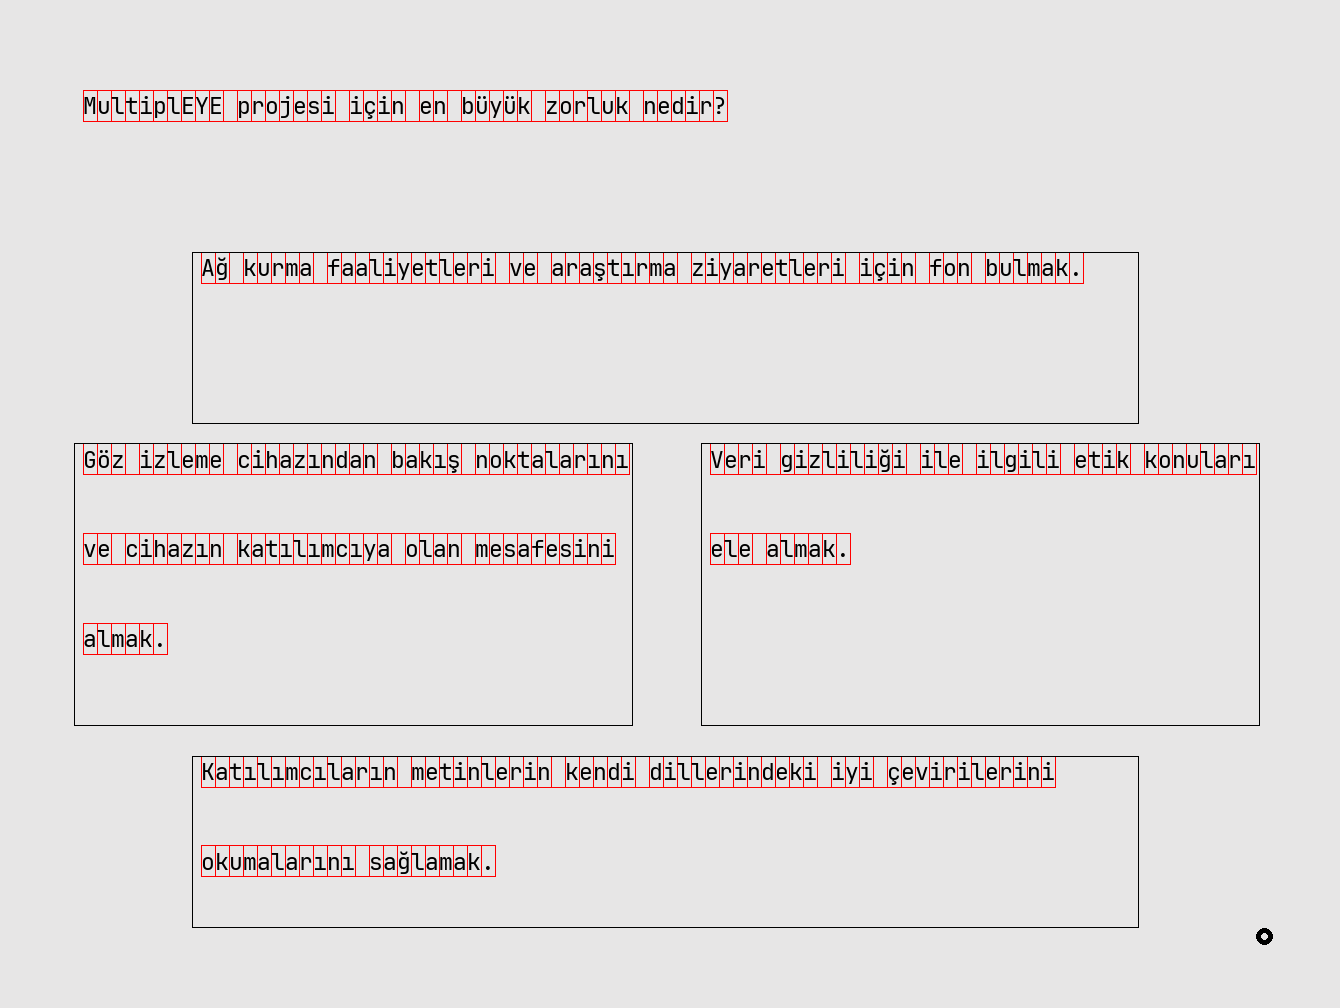 MultiplEYE projesi için en büyük zorluk nedir?
Ağ kurma faaliyetleri ve araştırma ziyaretleri için fon bulmak.
Göz izleme cihazından bakış noktalarını
ve cihazın katılımcıya olan mesafesini
almak.
Veri gizliliği ile ilgili etik konuları
ele almak.
Katılımcıların metinlerin kendi dillerindeki iyi çevirilerini
okumalarını sağlamak.